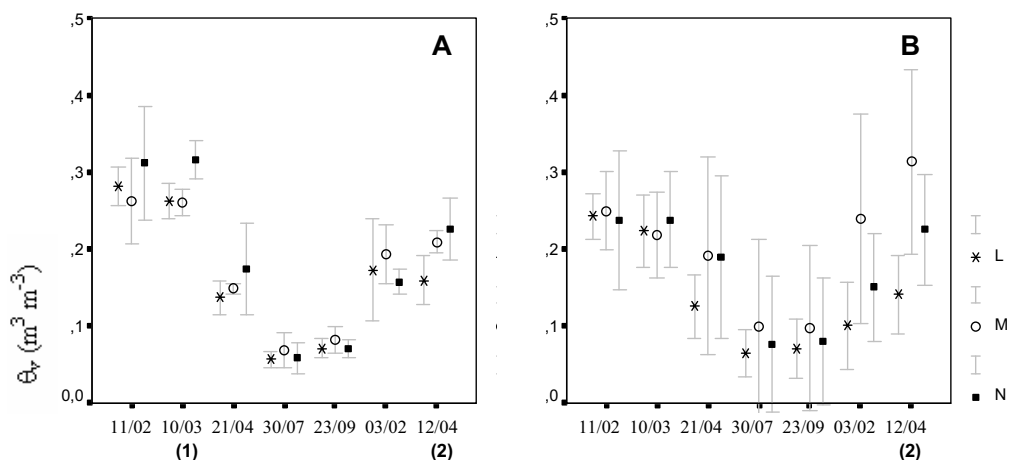 A
,5
,4
,3
,2
,1
0,0
θv (m³ m⁻³)
11/02 10/03 21/04 30/07 23/09 03/02 12/04
(1) (2)
B
,5
,4
,3
,2
,1
0,0
11/02 10/03 21/04 30/07 23/09 03/02 12/04
(2)
L
M
N